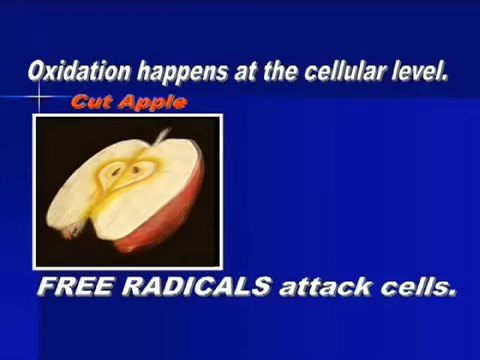 Oxidation happens at the cellular level.
Cut Apple
FREE RADICALS attack cells.